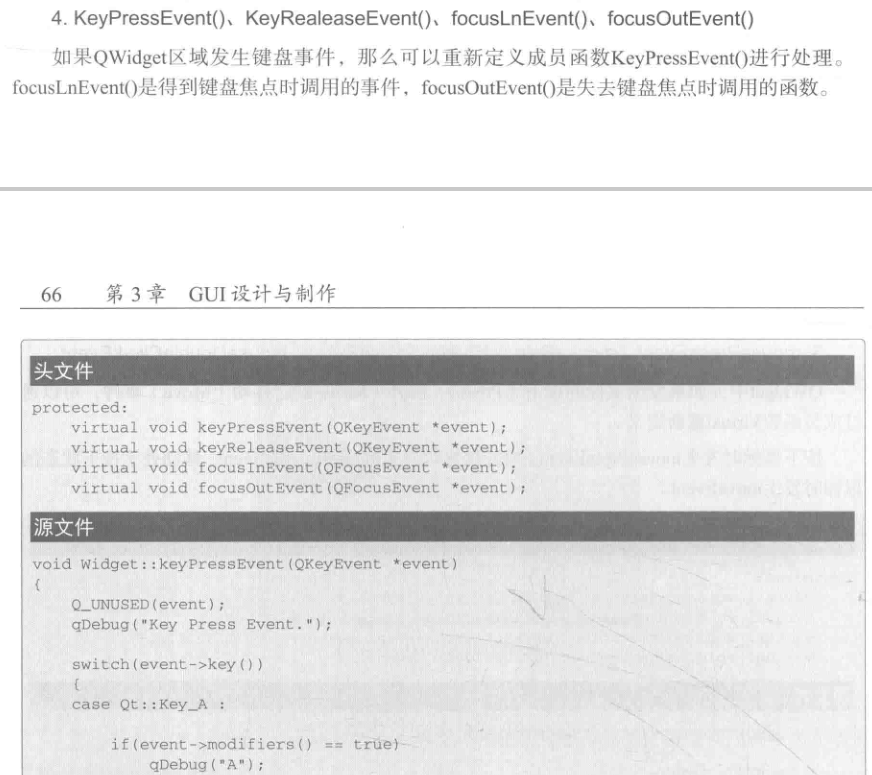 4. KeyPressEvent()、KeyRealeaseEvent()、focusLnEvent()、focusOutEvent()
如果QWidget区域发生键盘事件，那么可以重新定义成员函数KeyPressEvent()进行处理。
focusLnEvent()是得到键盘焦点时调用的事件，focusOutEvent()是失去键盘焦点时调用的函数。
66 第 3 章 GUI 设计与制作
头文件
protected:
virtual void keyPressEvent(QKeyEvent *event);
virtual void keyReleaseEvent(QKeyEvent *event);
virtual void focusInEvent(QFocusEvent *event);
virtual void focusOutEvent(QFocusEvent *event);
源文件
void Widget::keyPressEvent(QKeyEvent *event)
{
Q_UNUSED(event);
qDebug("Key Press Event.");
switch(event->key())
{
case Qt::Key_A :
if(event->modifiers() == true)
qDebug("A");